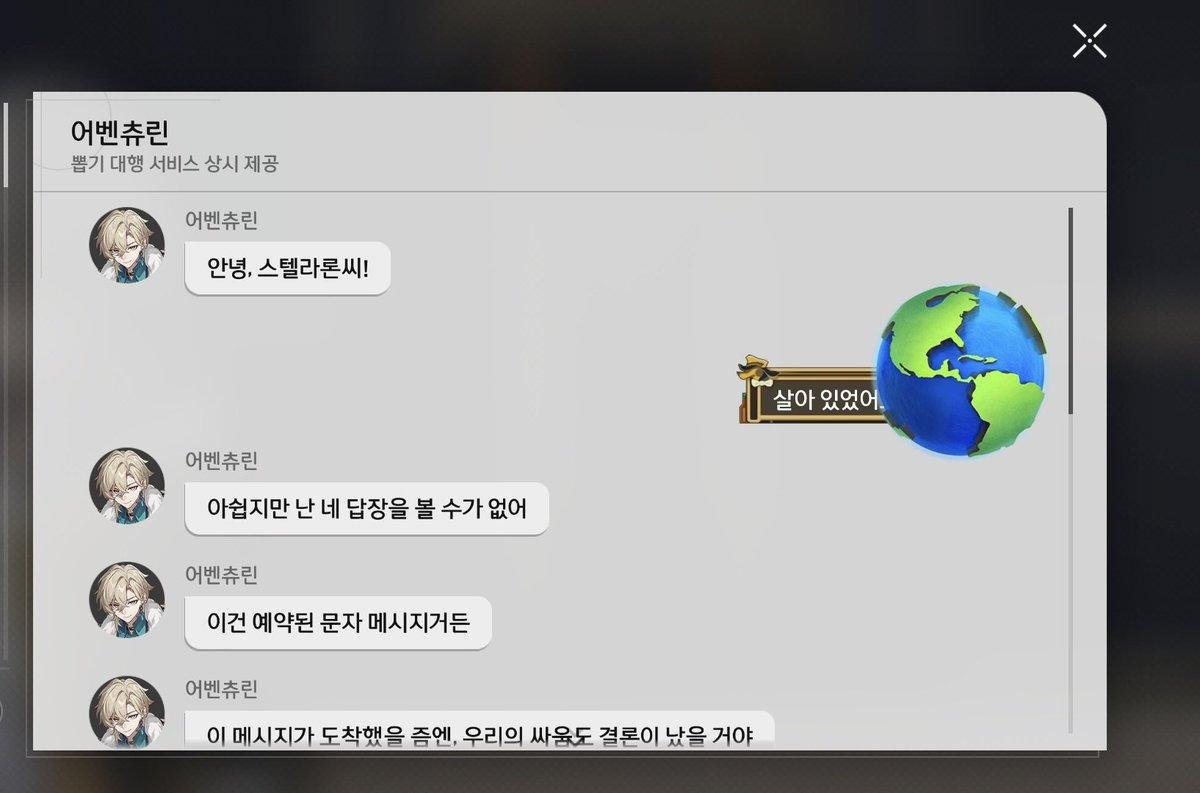 어벤츄린
뽑기 대행 서비스 상시 제공
어벤츄린
안녕, 스텔라론씨!
살아 있었어
어벤츄린
아쉽지만 난 네 답장을 볼 수가 없어
어벤츄린
이건 예약된 문자 메시지거든
어벤츄린
이 메시지가 도착했을 즘엔, 우리의 싸움도 결론이 났을 거야